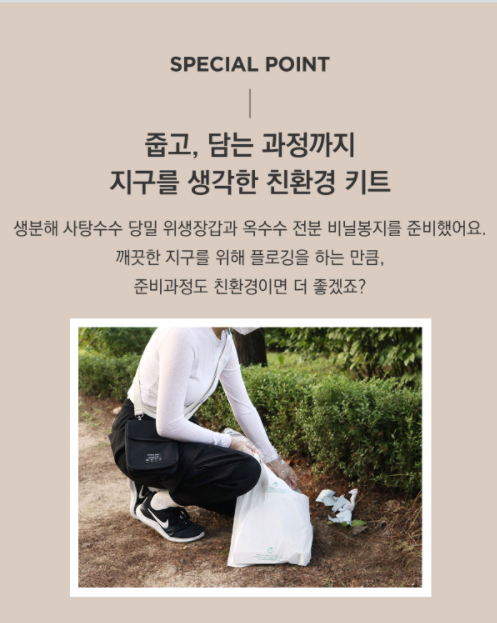 SPECIAL POINT
줍고, 담는 과정까지
지구를 생각한 친환경 키트
생분해 사탕수수 당밀 위생장갑과 옥수수 전분 비닐봉지를 준비했어요.
깨끗한 지구를 위해 플로깅을 하는 만큼,
준비과정도 친환경이면 더 좋겠죠?